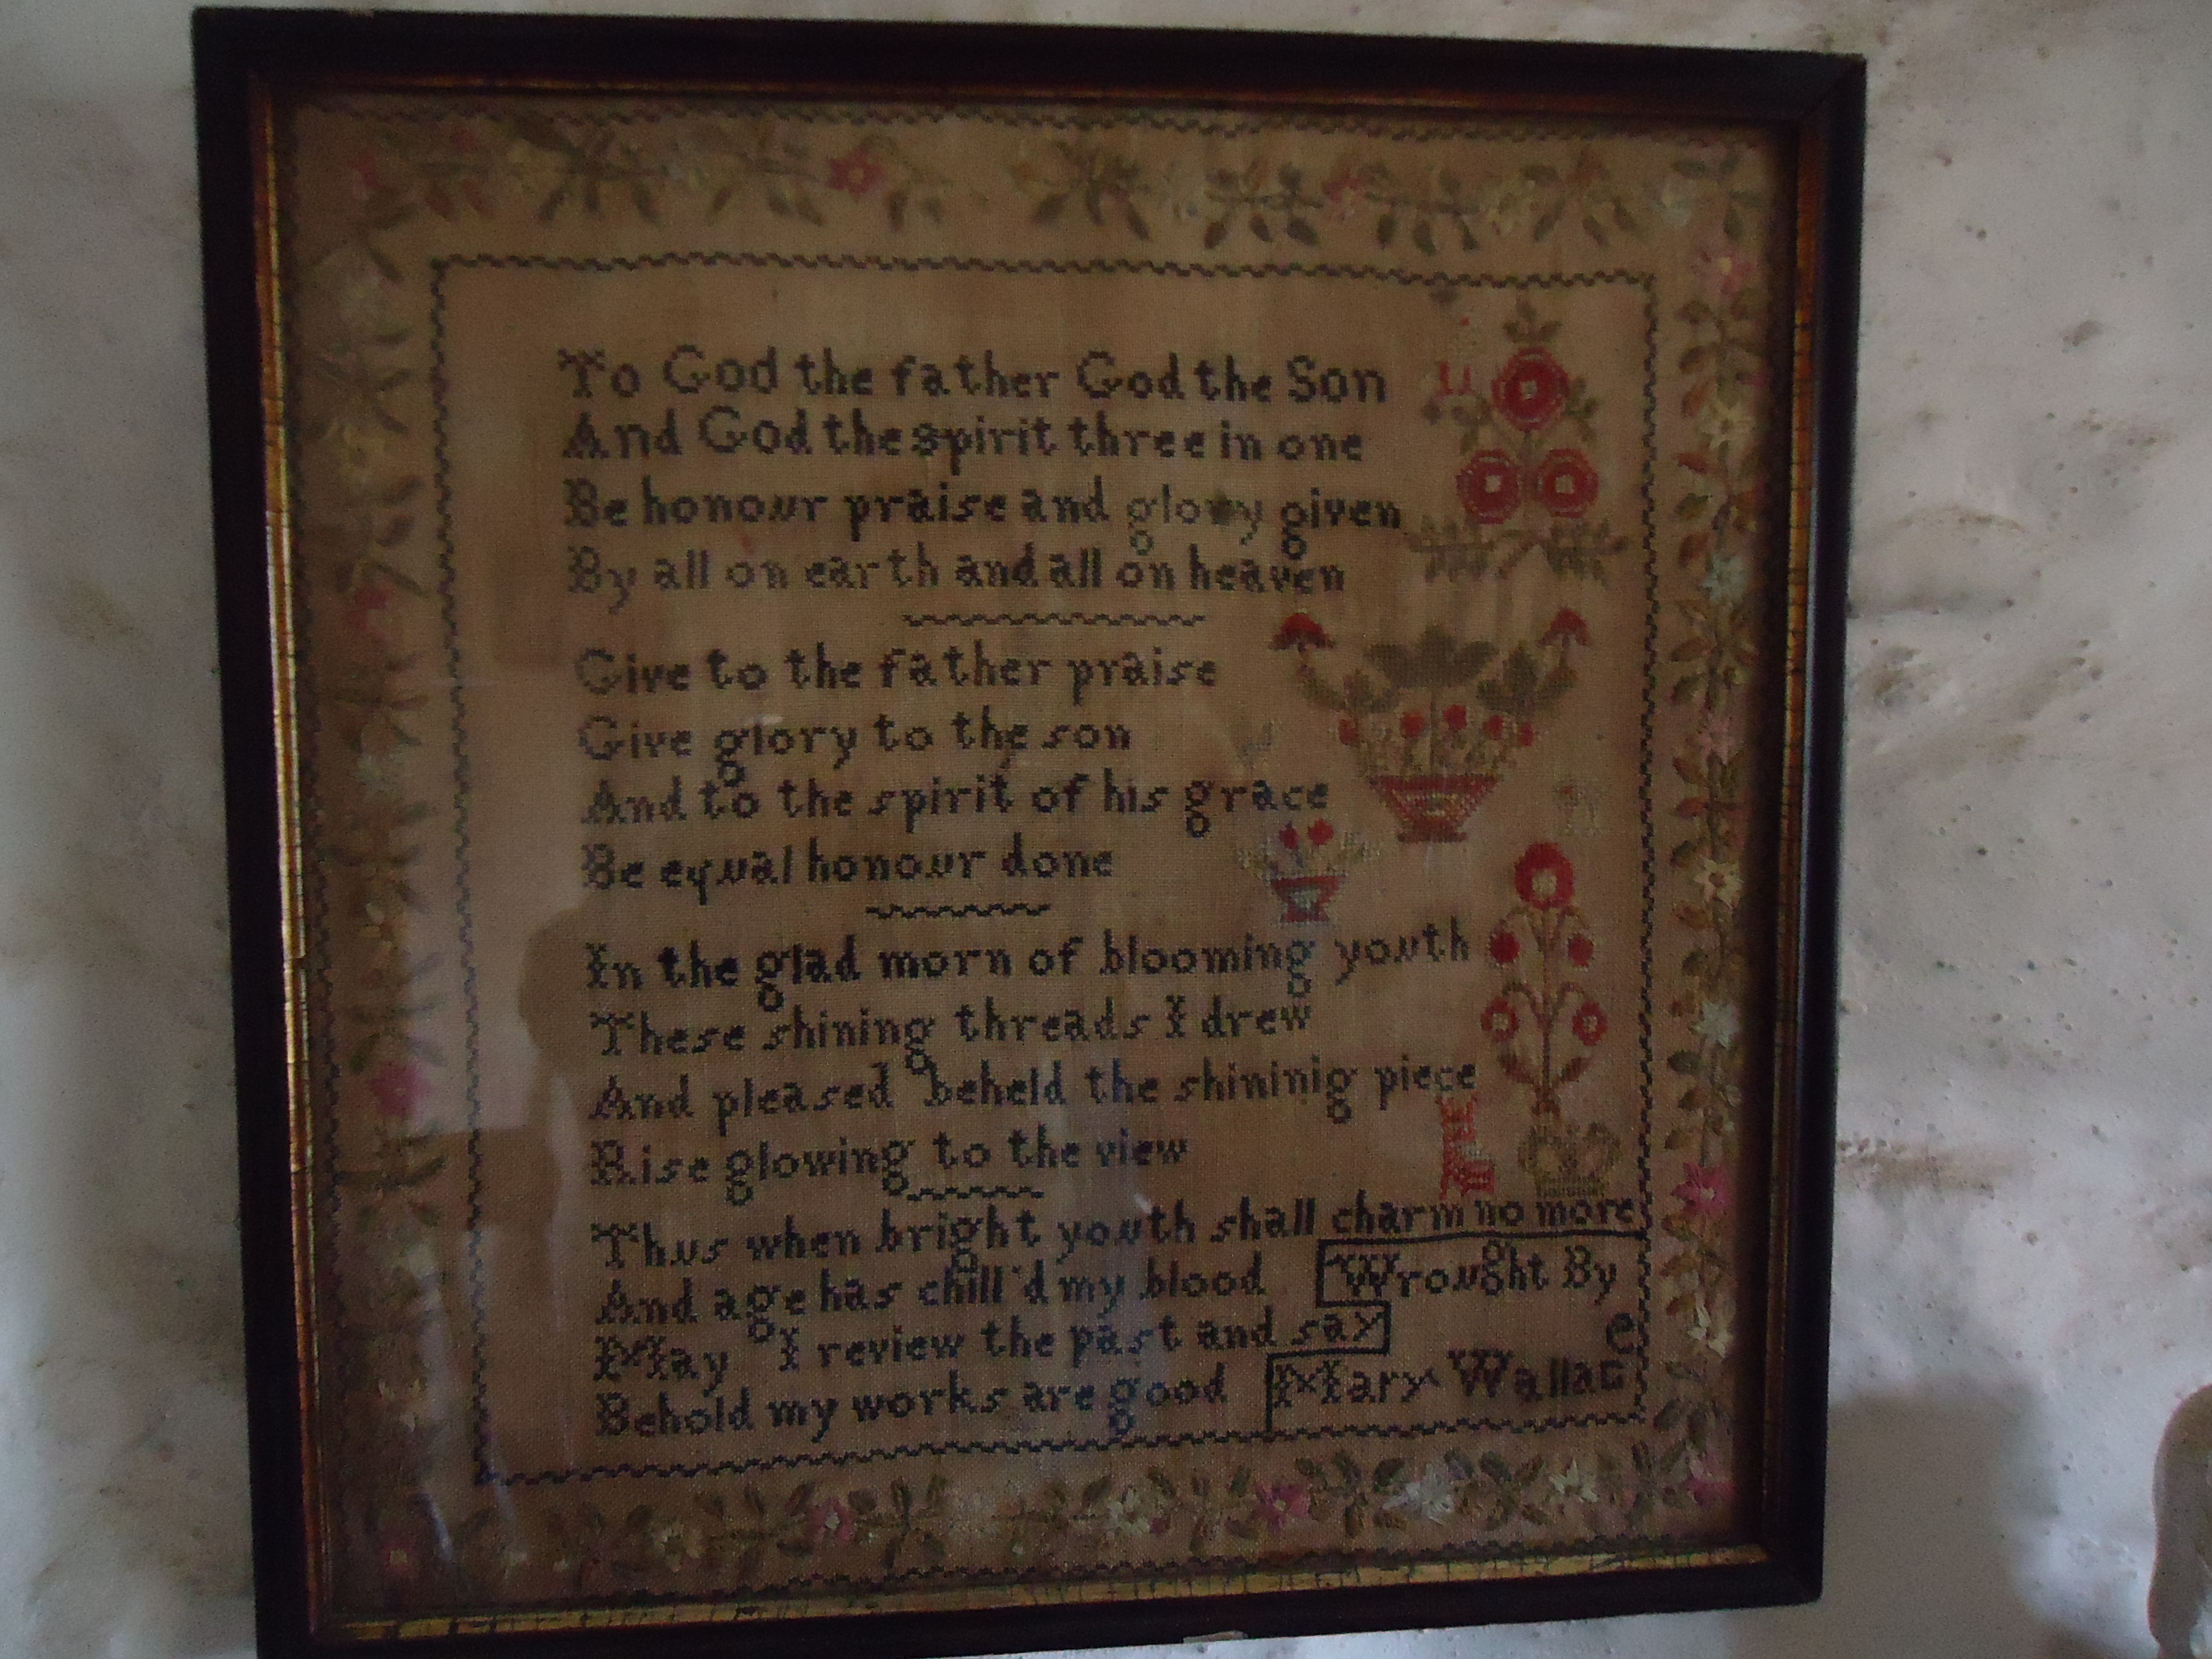 To God the father God the Son
And God the spirit three in one
Be honour praise and glory given
By all on earth and all on heaven
Give to the father praise
Give glory to the son
And to the spirit of his grace
Be equal honour done
In the glad morn of blooming youth
These shining threads I drew
And pleased beheld the shininig piece
Rise glowing to the view
Thus when bright youth shall charm no more
And age has chill'd my blood
May I review the past and say
Behold my works are good
Wrought By
Mary Wallace